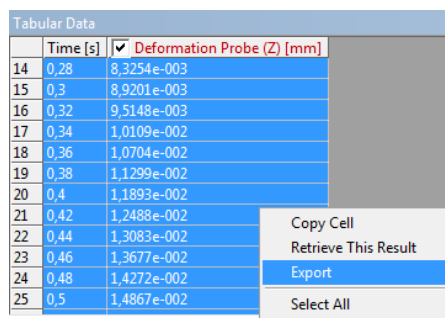 Tabular Data
Time [s] Deformation Probe (Z) [mm]
14 0,28 8,3254e-003
15 0,3 8,9201e-003
16 0,32 9,5148e-003
17 0,34 1,0109e-002
18 0,36 1,0704e-002
19 0,38 1,1299e-002
20 0,4 1,1893e-002
21 0,42 1,2488e-002
22 0,44 1,3083e-002
23 0,46 1,3677e-002
24 0,48 1,4272e-002
25 0,5 1,4867e-002
Copy Cell
Retrieve This Result
Export
Select All